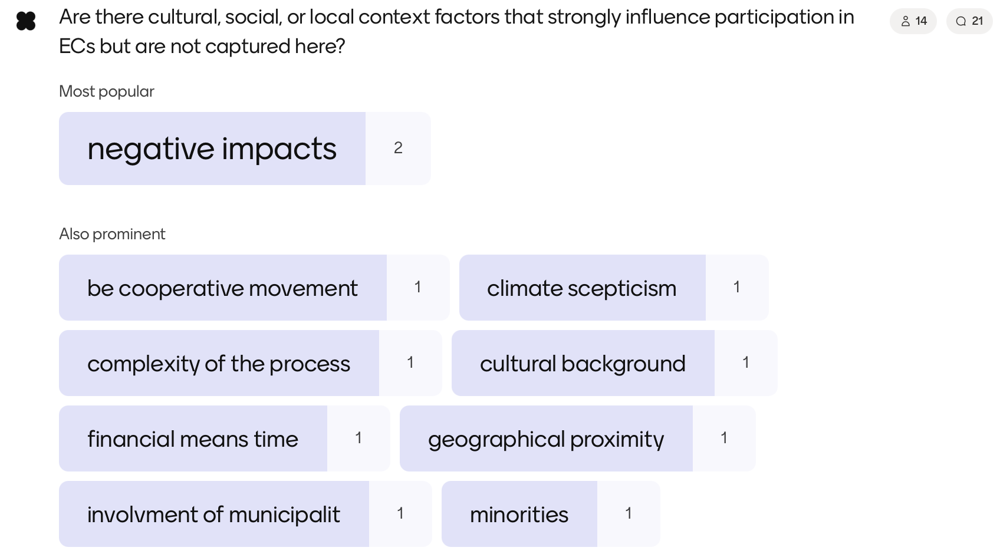 Are there cultural, social, or local context factors that strongly influence participation in
ECs but are not captured here?
14
21
Most popular
negative impacts 2
Also prominent
be cooperative movement 1
climate scepticism 1
complexity of the process 1
cultural background 1
financial means time 1
geographical proximity 1
involvment of municipalit 1
minorities 1